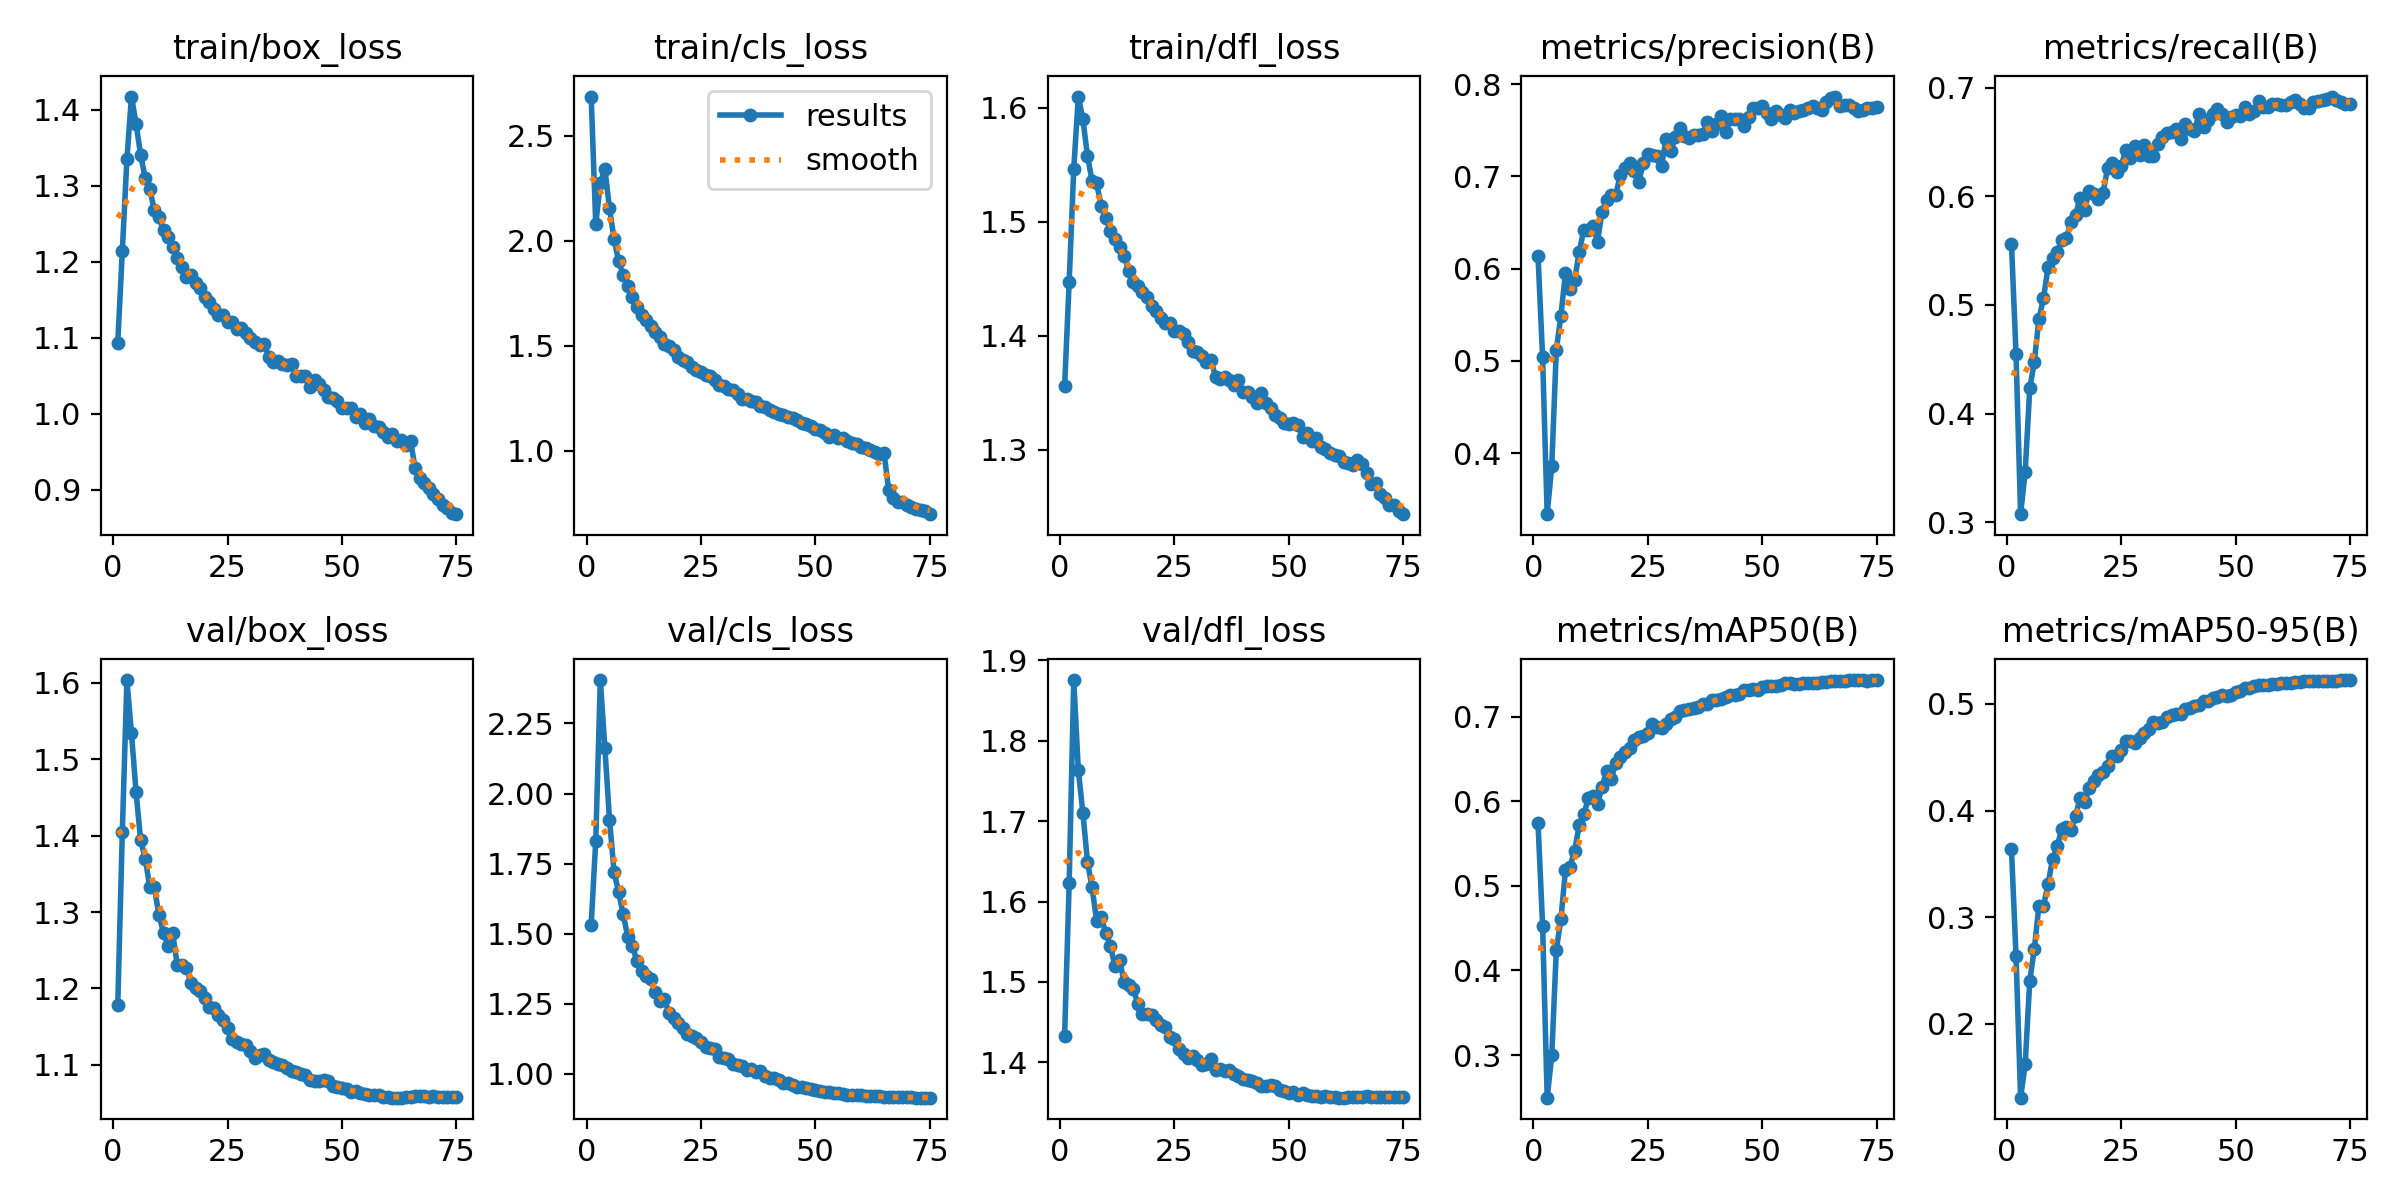 train/box_loss
1.4
1.3
1.2
1.1
1.0
0.9
0 25 50 75
train/cls_loss
results
smooth
2.5
2.0
1.5
1.0
0 25 50 75
train/dfl_loss
1.6
1.5
1.4
1.3
0 25 50 75
metrics/precision(B)
0.8
0.7
0.6
0.5
0.4
0 25 50 75
metrics/recall(B)
0.7
0.6
0.5
0.4
0.3
0 25 50 75
val/box_loss
1.6
1.5
1.4
1.3
1.2
1.1
0 25 50 75
val/cls_loss
2.25
2.00
1.75
1.50
1.25
1.00
0 25 50 75
val/dfl_loss
1.9
1.8
1.7
1.6
1.5
1.4
0 25 50 75
metrics/mAP50(B)
0.7
0.6
0.5
0.4
0.3
0 25 50 75
metrics/mAP50-95(B)
0.5
0.4
0.3
0.2
0 25 50 75